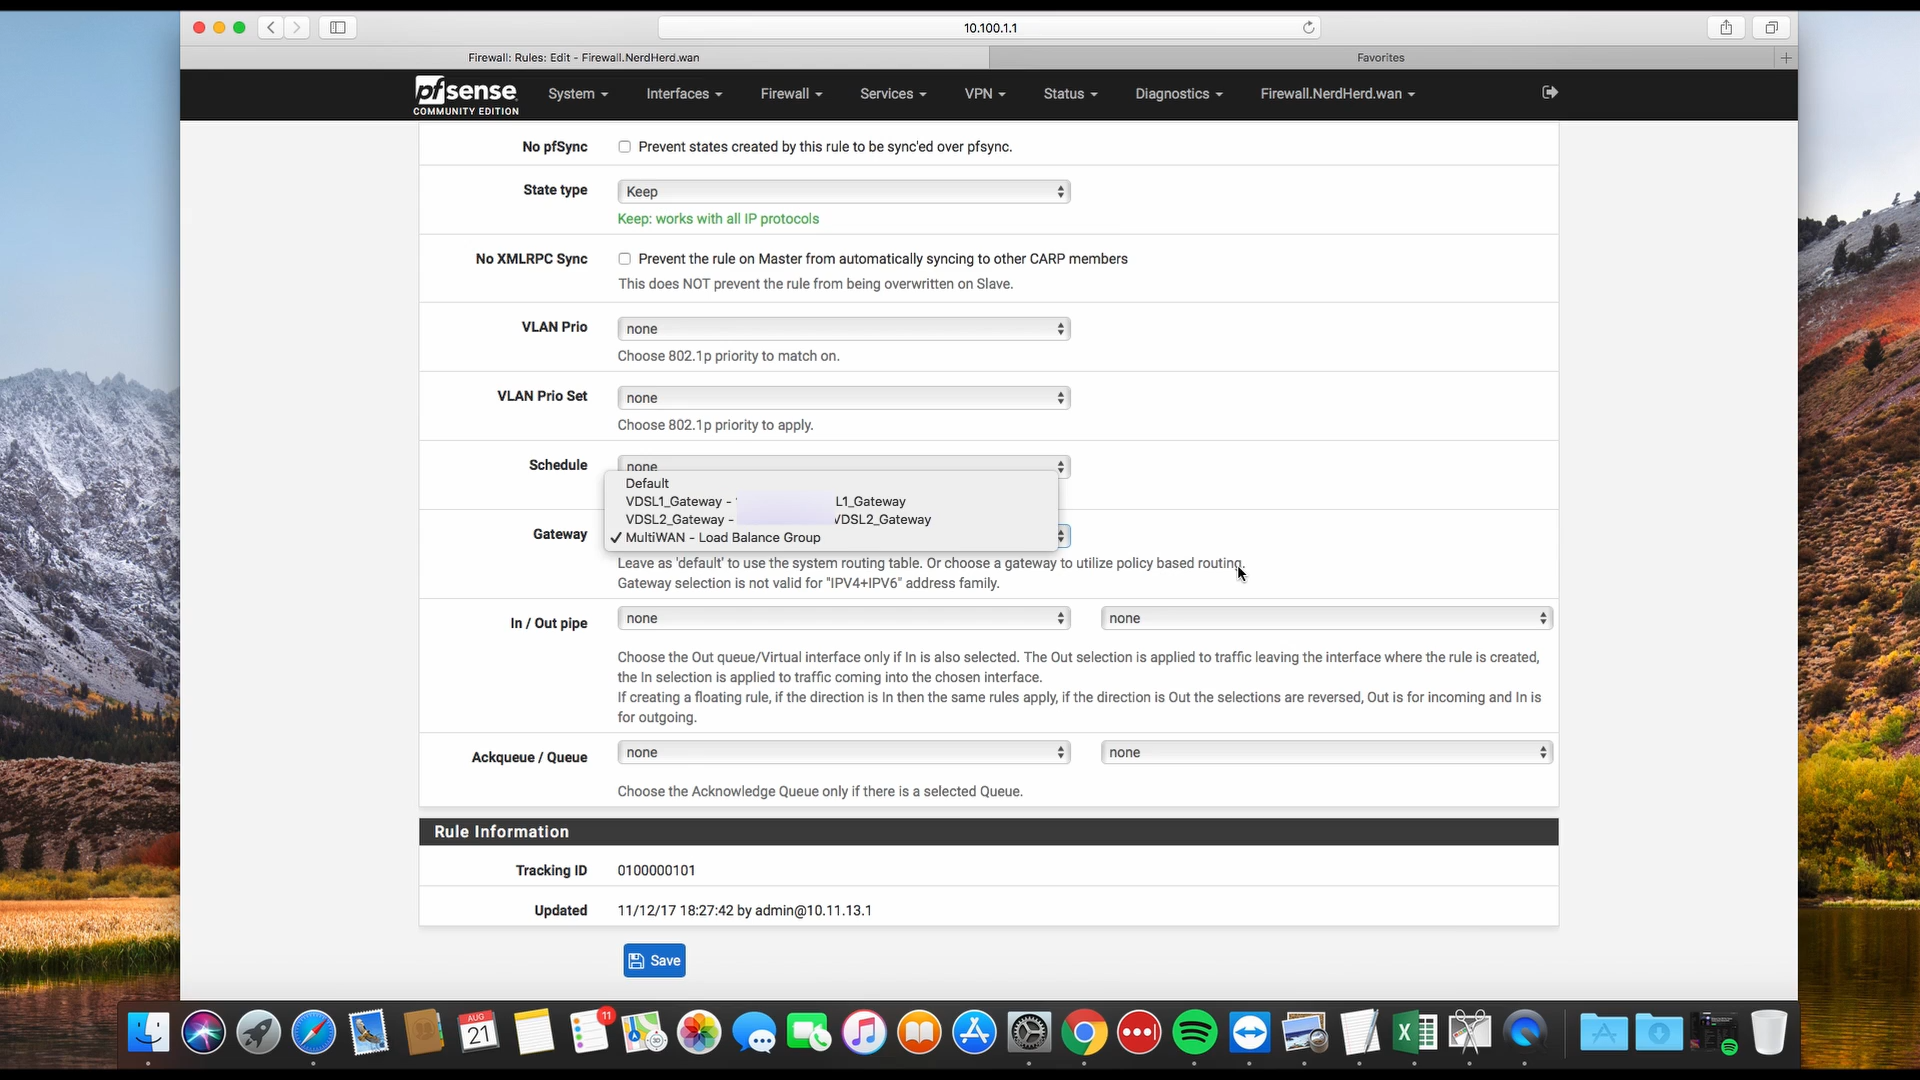 10.100.1.1
Firewall: Rules: Edit - Firewall.NerdHerd.wan
Favorites
pfsense
COMMUNITY EDITION
System
Interfaces
Firewall
Services
VPN
Status
Diagnostics
Firewall.NerdHerd.wan
No pfSync
Prevent states created by this rule to be sync'ed over pfsync.
State type
Keep
Keep: works with all IP protocols
No XMLRPC Sync
Prevent the rule on Master from automatically syncing to other CARP members
This does NOT prevent the rule from being overwritten on Slave.
VLAN Prio
none
Choose 802.1p priority to match on.
VLAN Prio Set
none
Choose 802.1p priority to apply.
Schedule
none
Default
VDSL1_Gateway - L1_Gateway
VDSL2_Gateway - VDSL2_Gateway
Gateway
✓ MultiWAN - Load Balance Group
Leave as 'default' to use the system routing table. Or choose a gateway to utilize policy based routing.
Gateway selection is not valid for "IPV4+IPV6" address family.
In / Out pipe
none
none
Choose the Out queue/Virtual interface only if In is also selected. The Out selection is applied to traffic leaving the interface where the rule is created,
the In selection is applied to traffic coming into the chosen interface.
If creating a floating rule, if the direction is In then the same rules apply, if the direction is Out the selections are reversed, Out is for incoming and In is
for outgoing.
Ackqueue / Queue
none
none
Choose the Acknowledge Queue only if there is a selected Queue.
Rule Information
Tracking ID
0100000101
Updated
11/12/17 18:27:42 by admin@10.11.13.1
Save
AUG
21
11